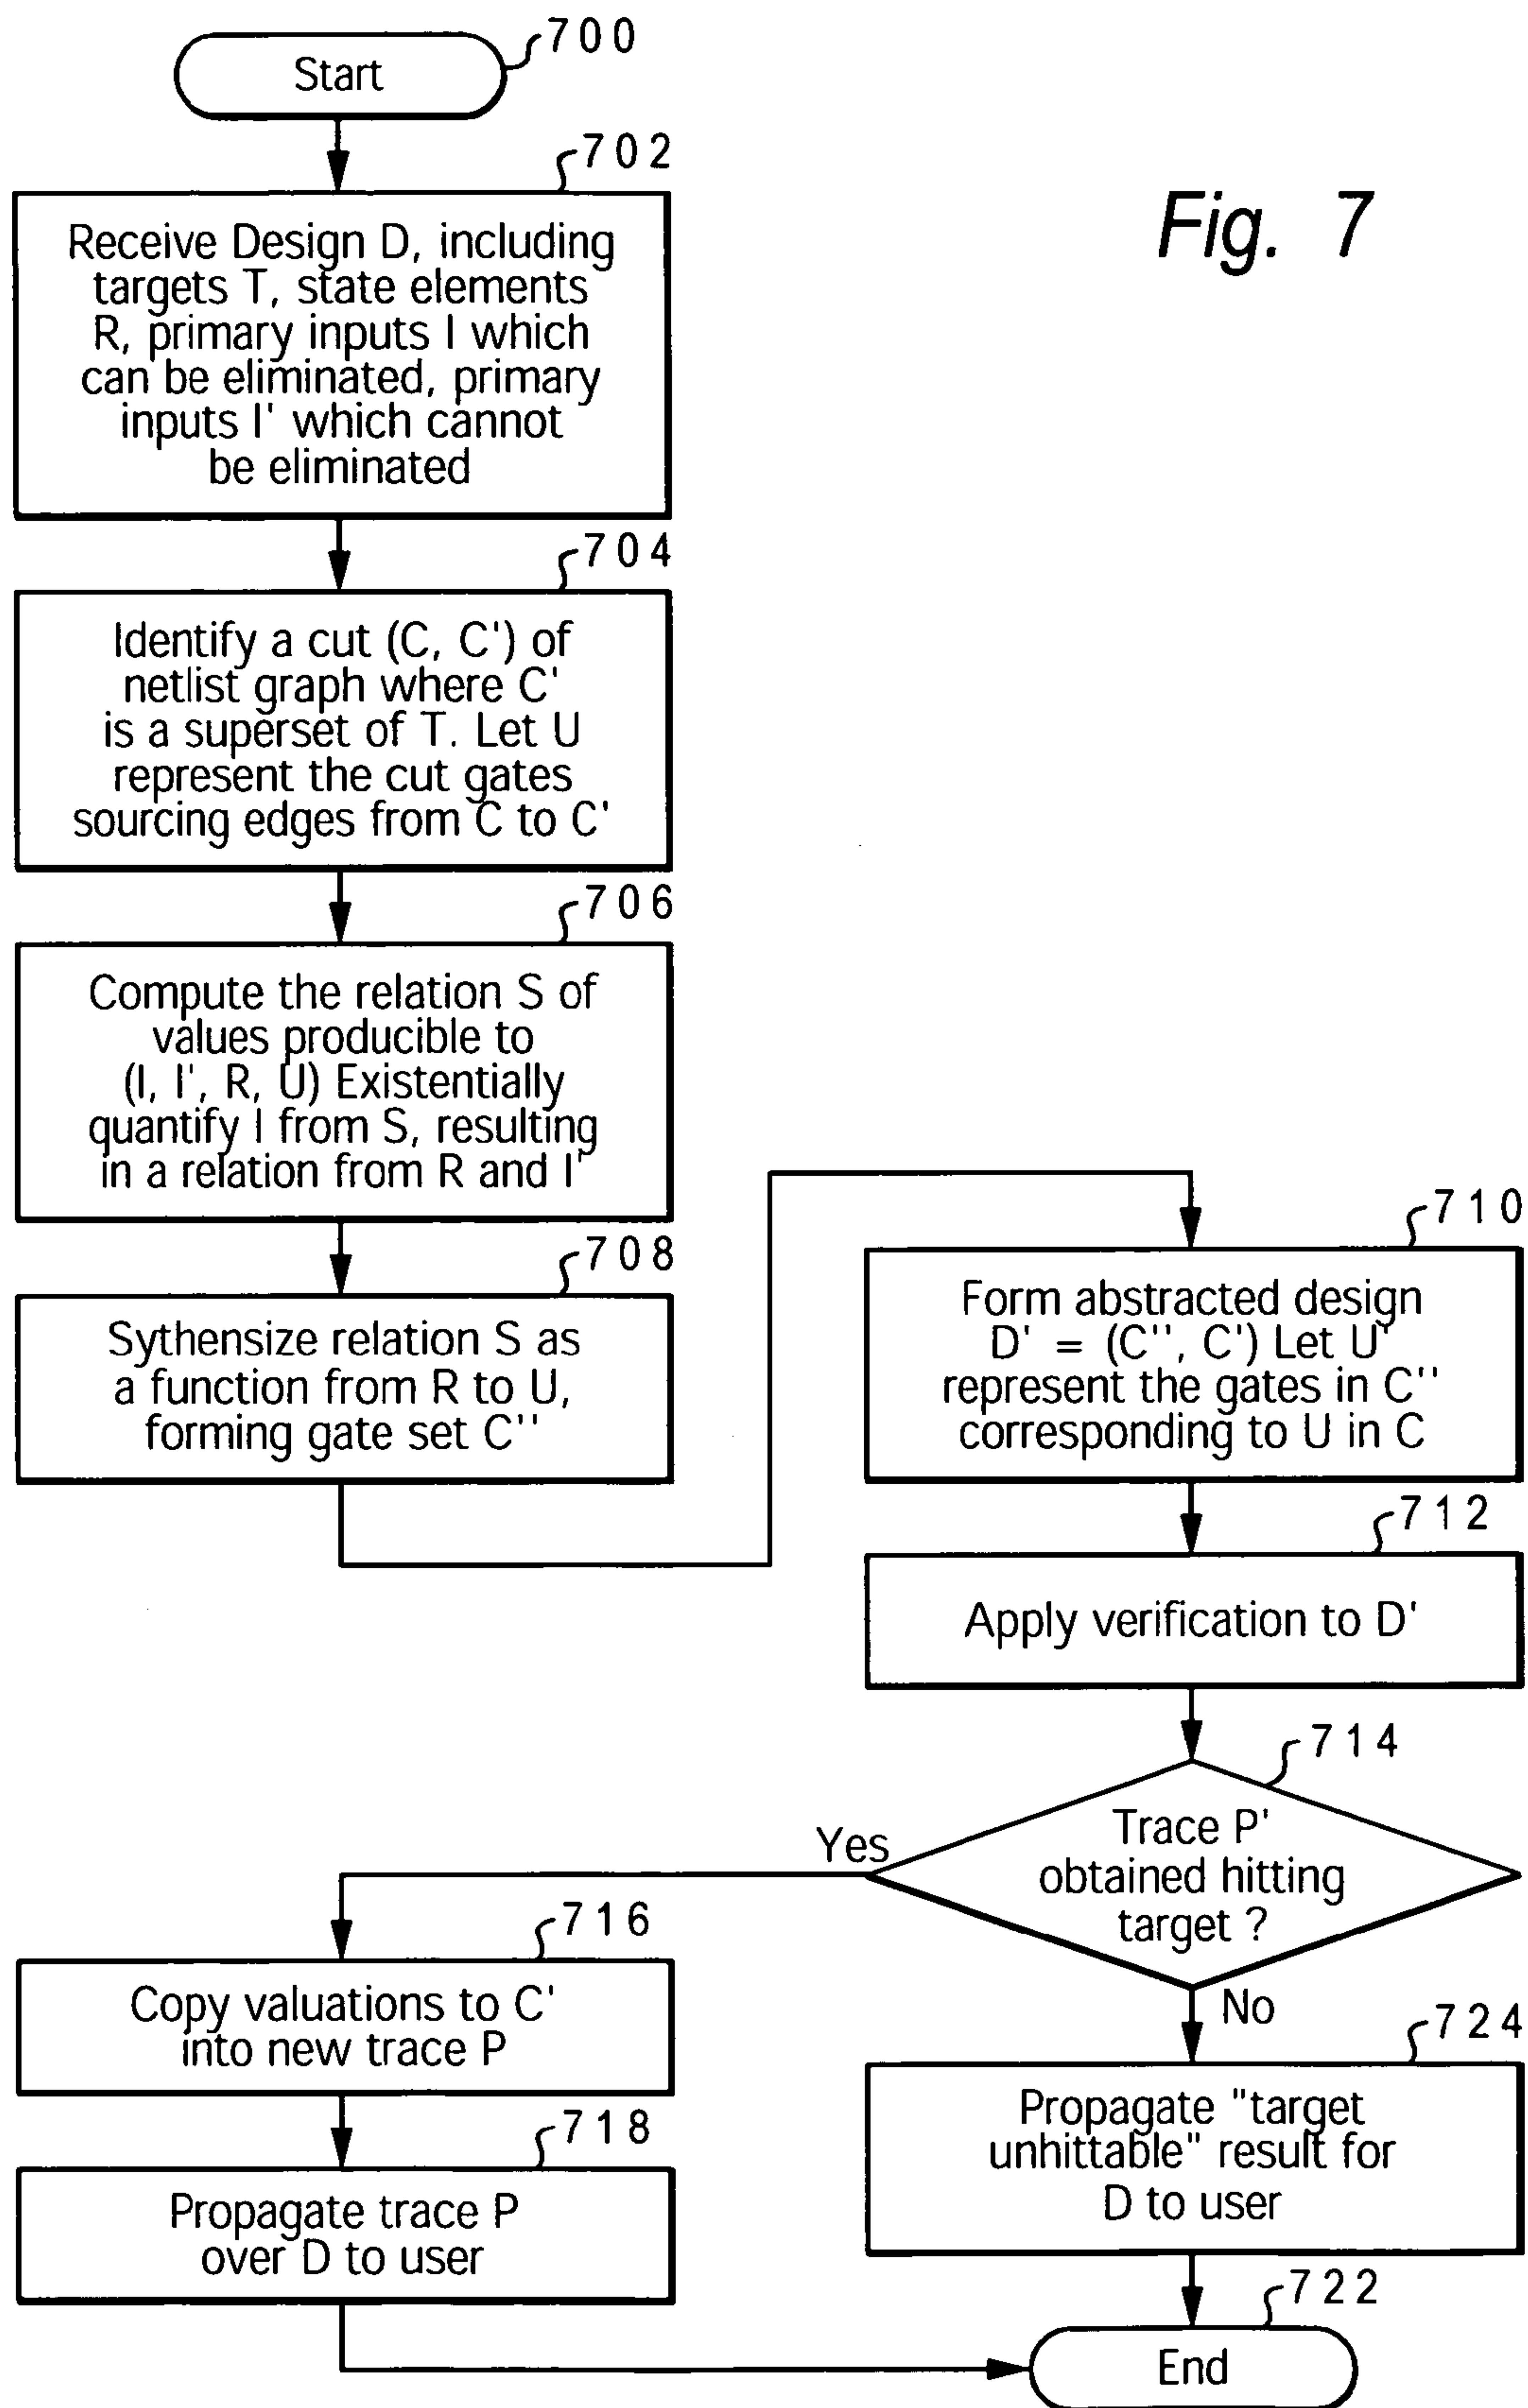 700
Start
702
Fig. 7
Receive Design D, including
targets T, state elements
R, primary inputs I which
can be eliminated, primary
inputs I' which cannot
be eliminated
704
Identify a cut (C, C') of
netlist graph where C'
is a superset of T. Let U
represent the cut gates
sourcing edges from C to C'
706
Compute the relation S of
values producible to
(I, I', R, U) Existentially
quantify I from S, resulting
in a relation from R and I'
708
Sythensize relation S as
a function from R to U,
forming gate set C''
710
Form abstracted design
D' = (C'', C') Let U'
represent the gates in C''
corresponding to U in C
712
Apply verification to D'
714
Trace P'
obtained hitting
target ?
Yes
No
716
Copy valuations to C'
into new trace P
718
Propagate trace P
over D to user
724
Propagate "target
unhittable" result for
D to user
722
End